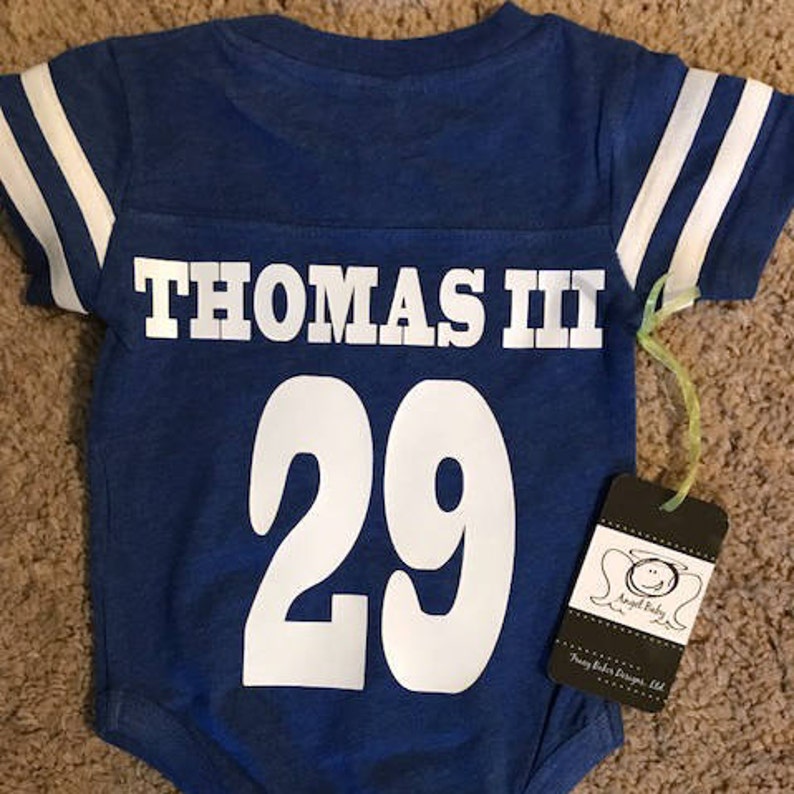 THOMAS III
29
Angel Baby
Tracy Baker Designs, Ltd.